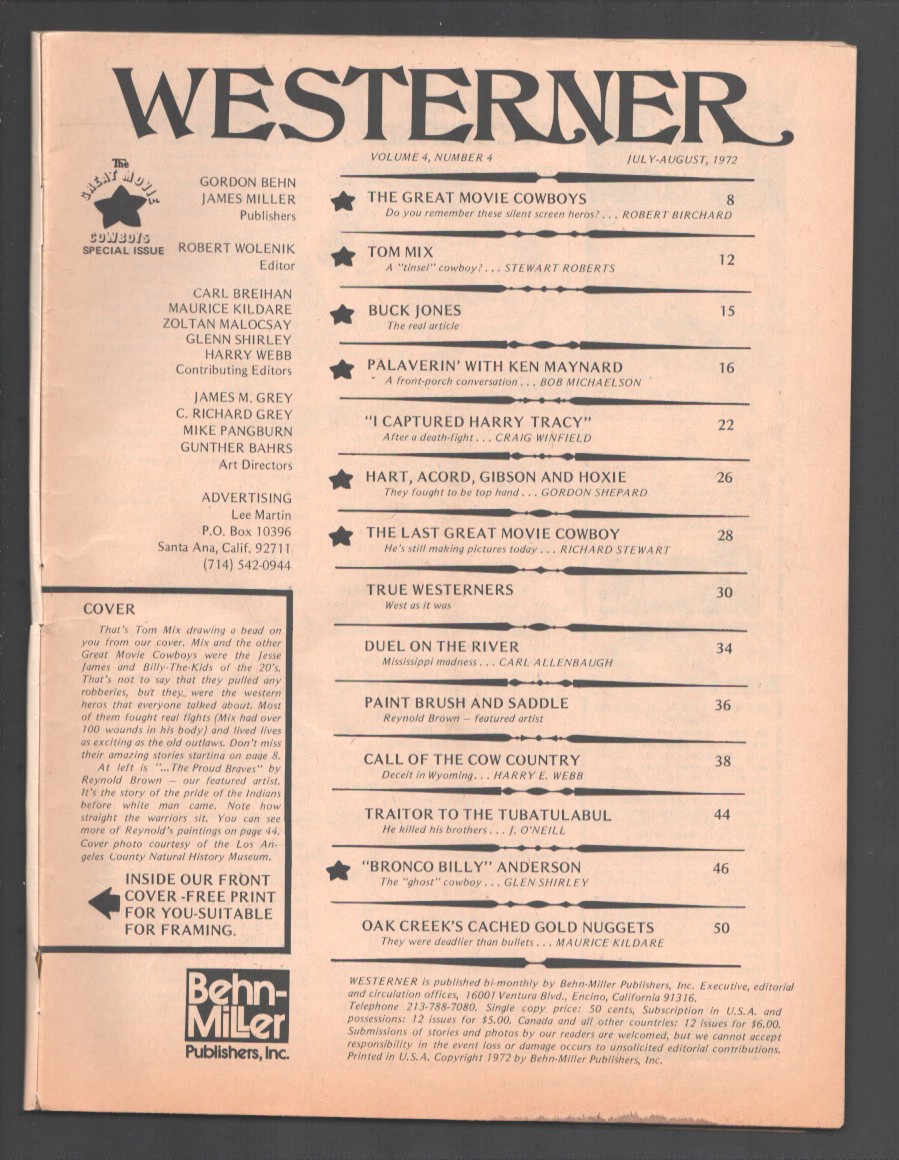 WESTERNER
VOLUME 4, NUMBER 4
JULY-AUGUST, 1972
The
GREAT MOVIE
COWBOYS
SPECIAL ISSUE
GORDON BEHN
JAMES MILLER
Publishers
ROBERT WOLENIK
Editor
CARL BREIHAN
MAURICE KILDARE
ZOLTAN MALOCSAY
GLENN SHIRLEY
HARRY WEBB
Contributing Editors
JAMES M. GREY
C. RICHARD GREY
MIKE PANGBURN
GUNTHER BAHRS
Art Directors
ADVERTISING
Lee Martin
P.O. Box 10396
Santa Ana, Calif. 92711
(714) 542-0944
COVER
That's Tom Mix drawing a bead on
you from our cover. Mix and the other
Great Movie Cowboys were the Jesse
James and Billy-The-Kids of the 20's.
That's not to say that they pulled any
robberies, but they were the western
heros that everyone talked about. Most
of them fought real fights (Mix had over
100 wounds in his body) and lived lives
as exciting as the old outlaws. Don't miss
their amazing stories starting on page 8.
At left is "...The Proud Braves" by
Reynold Brown — our featured artist.
It's the story of the pride of the Indians
before white man came. Note how
straight the warriors sit. You can see
more of Reynold's paintings on page 44.
Cover photo courtesy of the Los An-
geles County Natural History Museum.
INSIDE OUR FRONT
COVER -FREE PRINT
FOR YOU-SUITABLE
FOR FRAMING.
Behn-
Miller
Publishers, Inc.
THE GREAT MOVIE COWBOYS 8
Do you remember these silent screen heros? . . . ROBERT BIRCHARD
TOM MIX 12
A "tinsel" cowboy? . . . STEWART ROBERTS
BUCK JONES 15
The real article
PALAVERIN' WITH KEN MAYNARD 16
A front-porch conversation . . . BOB MICHAELSON
"I CAPTURED HARRY TRACY" 22
After a death-fight . . . CRAIG WINFIELD
HART, ACORD, GIBSON AND HOXIE 26
They fought to be top hand . . . GORDON SHEPARD
THE LAST GREAT MOVIE COWBOY 28
He's still making pictures today . . . RICHARD STEWART
TRUE WESTERNERS 30
West as it was
DUEL ON THE RIVER 34
Mississippi madness . . . CARL ALLENBAUGH
PAINT BRUSH AND SADDLE 36
Reynold Brown — featured artist
CALL OF THE COW COUNTRY 38
Deceit in Wyoming . . . HARRY E. WEBB
TRAITOR TO THE TUBATULABUL 44
He killed his brothers . . . J. O'NEILL
"BRONCO BILLY" ANDERSON 46
The "ghost" cowboy . . . GLEN SHIRLEY
OAK CREEK'S CACHED GOLD NUGGETS 50
They were deadlier than bullets . . . MAURICE KILDARE
WESTERNER is published bi-monthly by Behn-Miller Publishers, Inc. Executive, editorial
and circulation offices, 16001 Ventura Blvd., Encino, California 91316.
Telephone 213-788-7080. Single copy price: 50 cents, Subscription in U.S.A. and
possessions: 12 issues for $5.00. Canada and all other countries: 12 issues for $6.00.
Submissions of stories and photos by our readers are welcomed, but we cannot accept
responsibility in the event loss or damage occurs to unsolicited editorial contributions.
Printed in U.S.A. Copyright 1972 by Behn-Miller Publishers, Inc.